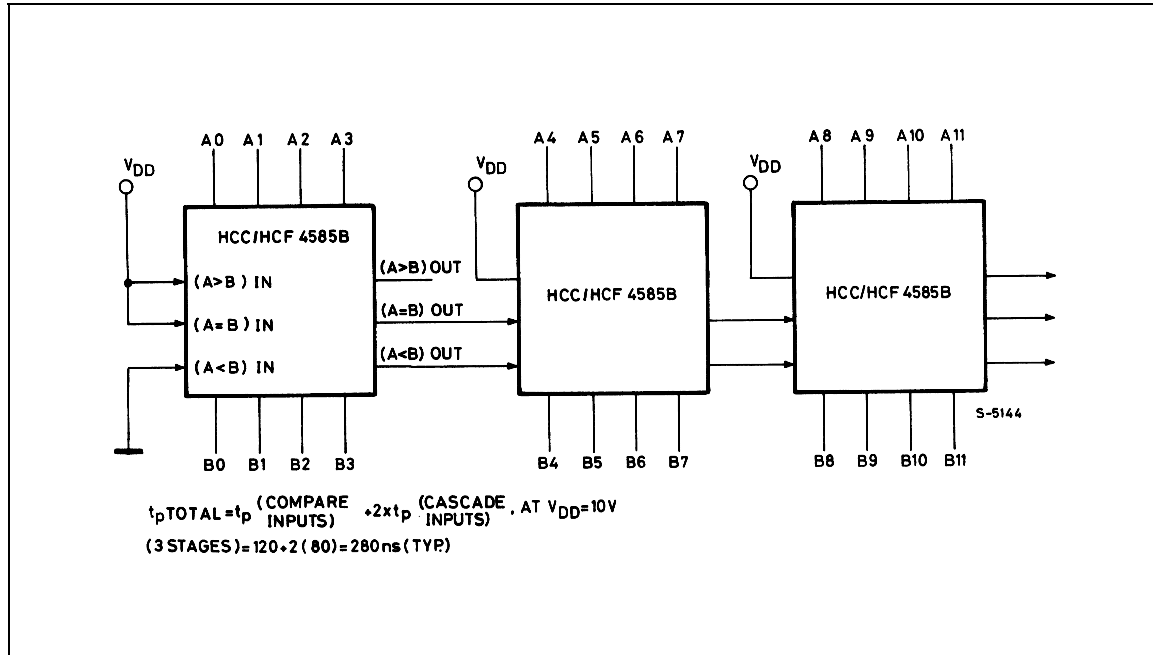 A0 A1 A2 A3
A4 A5 A6 A7
A8 A9 A10 A11
VDD
VDD
VDD
HCC/HCF 4585B
(A>B) IN
(A=B) IN
(A<B) IN
(A>B) OUT
(A=B) OUT
(A<B) OUT
HCC/HCF 4585B
HCC/HCF 4585B
S-5144
B0 B1 B2 B3
B4 B5 B6 B7
B8 B9 B10 B11
tpTOTAL=tp (COMPARE INPUTS) +2xtp (CASCADE INPUTS), AT VDD=10V
(3 STAGES)=120+2(80)=280ns(TYP.)